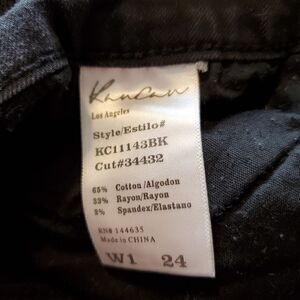 Kancan
Los Angeles
Style/Estilo#
KC11143BK
Cut#34432
65% Cotton/Algodon
33% Rayon/Rayon
2% Spandex/Elastano
RN# 144635
Made in CHINA
W1 24